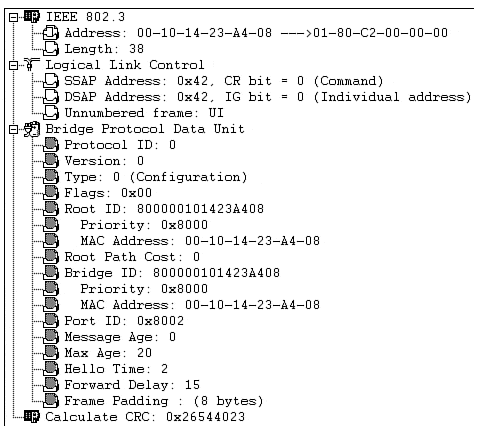 IEEE 802.3
Address: 00-10-14-23-A4-08 --->01-80-C2-00-00-00
Length: 38
Logical Link Control
SSAP Address: 0x42, CR bit = 0 (Command)
DSAP Address: 0x42, IG bit = 0 (Individual address)
Unnumbered frame: UI
Bridge Protocol Data Unit
Protocol ID: 0
Version: 0
Type: 0 (Configuration)
Flags: 0x00
Root ID: 800000101423A408
Priority: 0x8000
MAC Address: 00-10-14-23-A4-08
Root Path Cost: 0
Bridge ID: 800000101423A408
Priority: 0x8000
MAC Address: 00-10-14-23-A4-08
Port ID: 0x8002
Message Age: 0
Max Age: 20
Hello Time: 2
Forward Delay: 15
Frame Padding : (8 bytes)
Calculate CRC: 0x26544023